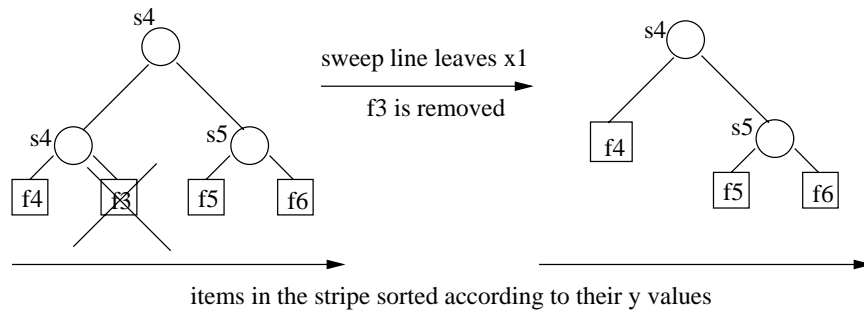 s4
s4
sweep line leaves x1
f3 is removed
s4
s5
s5
f4
f3
f5
f6
f4
f5
f6
items in the stripe sorted according to their y values